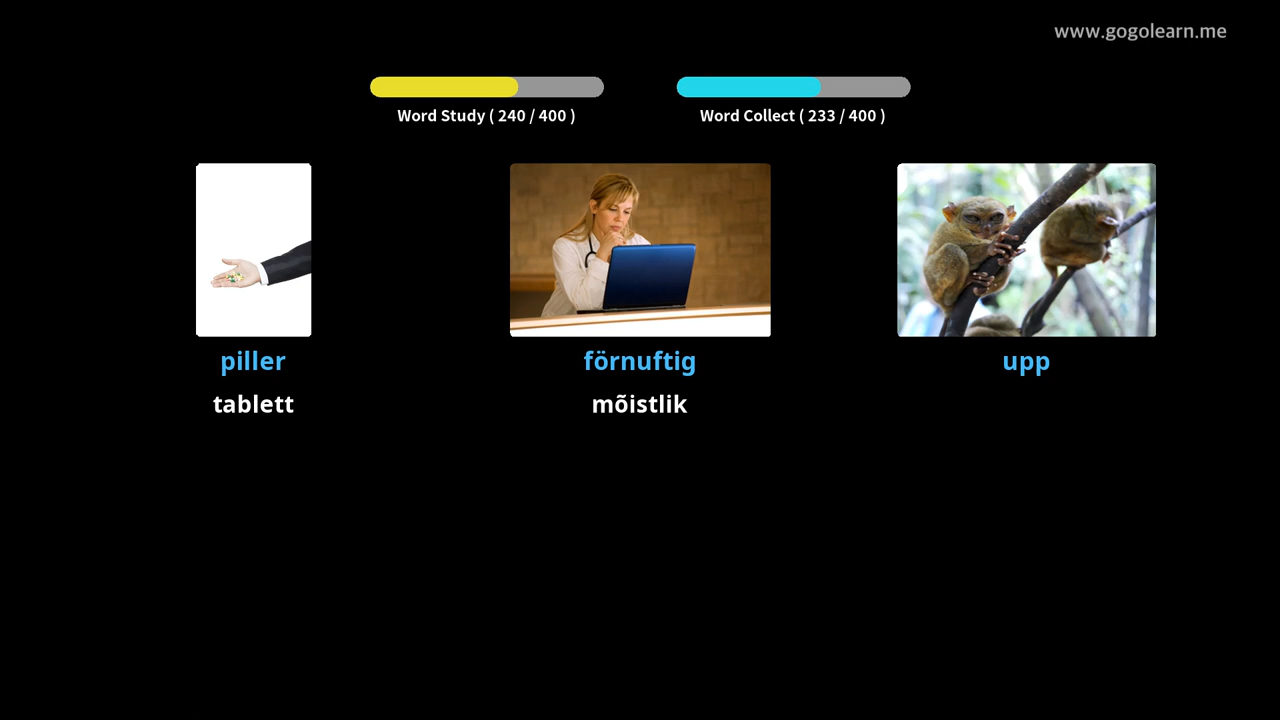 www.gogolearn.me
Word Study ( 240 / 400 )
Word Collect ( 233 / 400 )
piller
förnuftig
upp
tablett
mõistlik